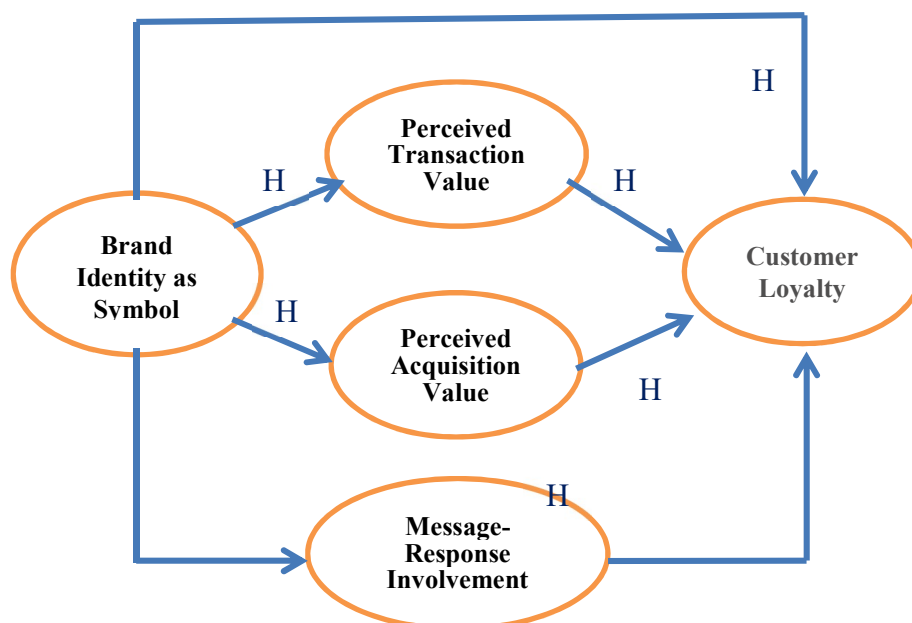 H
Perceived
Transaction
Value
H
H
Brand
Identity as
Symbol
Customer
Loyalty
H
Perceived
Acquisition
Value
H
H
Message-
Response
Involvement